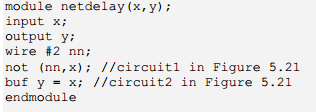 module netdelay(x,y);
input x;
output y;
wire #2 nn;
not (nn,x); //circuit1 in Figure 5.21
buf y = x; //circuit2 in Figure 5.21
endmodule